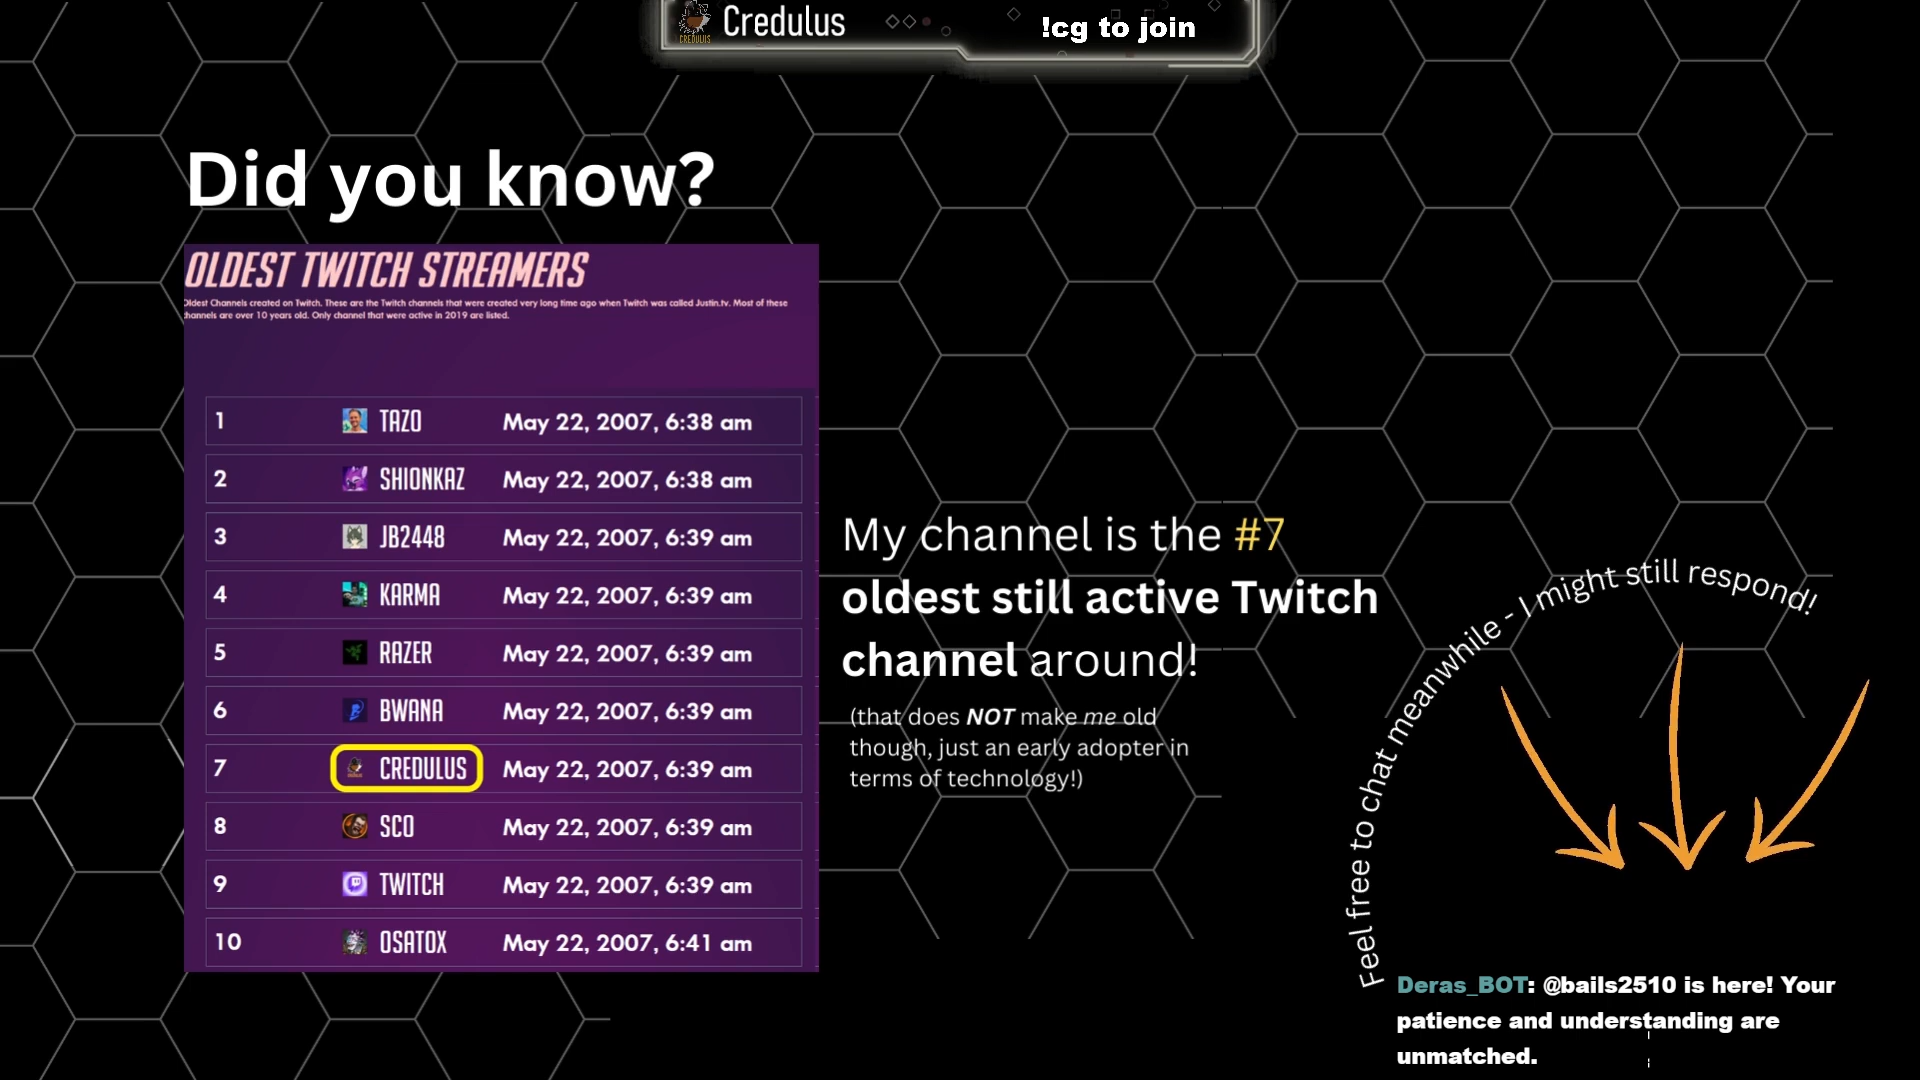 Credulus
!cg to join
Did you know?
OLDEST TWITCH STREAMERS
Oldest Channels created on Twitch. These are the Twitch channels that were created very long time ago when Twitch was called Justin.tv. Most of these
channels are over 10 years old. Only channel that were active in 2019 are listed.
1 TAZO May 22, 2007, 6:38 am
2 SHIONKAZ May 22, 2007, 6:38 am
3 JB2448 May 22, 2007, 6:39 am
4 KARMA May 22, 2007, 6:39 am
5 RAZER May 22, 2007, 6:39 am
6 BWANA May 22, 2007, 6:39 am
7 CREDULUS May 22, 2007, 6:39 am
8 SCO May 22, 2007, 6:39 am
9 TWITCH May 22, 2007, 6:39 am
10 OSATOX May 22, 2007, 6:41 am
My channel is the #7
oldest still active Twitch
channel around!
(that does NOT make me old
though, just an early adopter in
terms of technology!)
Feel free to chat meanwhile - I might still respond!
Deras_BOT: @bails2510 is here! Your
patience and understanding are
unmatched.